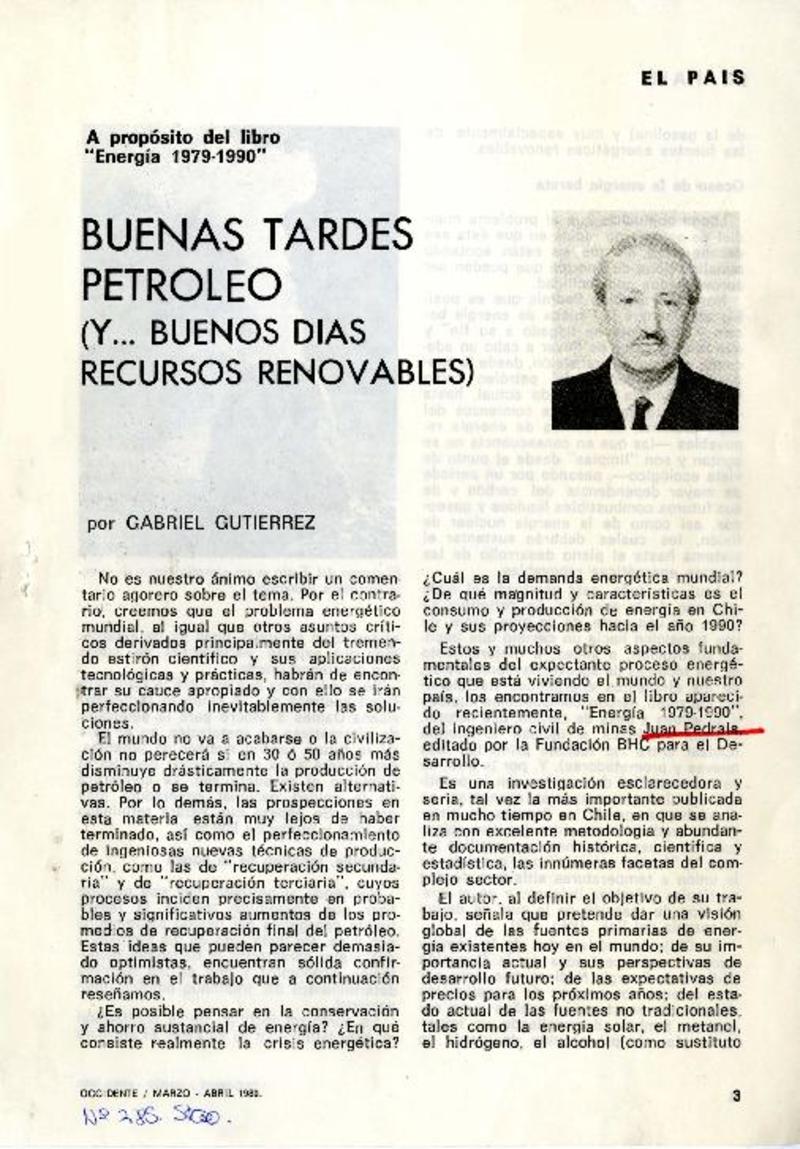 EL PAIS
A propósito del libro
"Energía 1979-1990"
BUENAS TARDES
PETROLEO
(Y... BUENOS DIAS
RECURSOS RENOVABLES)
por GABRIEL GUTIERREZ
No es nuestro ánimo escribir un comen-
tario agorero sobre el tema. Por el contra-
rio, creemos que el problema energético
mundial, al igual que otros asuntos críti-
cos derivados principalmente del tremen-
do estirón científico y sus aplicaciones
tecnológicas y prácticas, habrán de encon-
trar su cauce apropiado y con ello se irán
perfeccionando inevitablemente las solu-
ciones.
El mundo no va a acabarse o la civiliza-
ción no perecerá si en 30 ó 50 años más
disminuye drásticamente la producción de
petróleo o se termina. Existen alternati-
vas. Por lo demás, las prospecciones en
esta materia están muy lejos de haber
terminado, así como el perfeccionamiento
de ingeniosas nuevas técnicas de produc-
ción, como las de "recuperación secunda-
ria" y de "recuperación terciaria", cuyos
procesos inciden precisamente en proba-
bles y significativos aumentos de los pro-
medios de recuperación final del petróleo.
Estas ideas que pueden parecer demasia-
do optimistas, encuentran sólida confir-
mación en el trabajo que a continuación
reseñamos.
¿Es posible pensar en la conservación
y ahorro sustancial de energía? ¿En qué
consiste realmente la crisis energética?
¿Cuál es la demanda energética mundial?
¿De qué magnitud y características es el
consumo y producción de energía en Chi-
le y sus proyecciones hacia el año 1990?
Estos y muchos otros aspectos funda-
mentales del expectante proceso energé-
tico que está viviendo el mundo y nuestro
país, los encontramos en el libro apareci-
do recientemente, "Energía 1979-1990",
del ingeniero civil de minas Juan Pedrals,
editado por la Fundación BHC para el De-
sarrollo.
Es una investigación esclarecedora y
seria, tal vez la más importante publicada
en mucho tiempo en Chile, en que se ana-
liza con excelente metodología y abundan-
te documentación histórica, científica y
estadística, las innúmeras facetas del com-
plejo sector.
El autor, al definir el objetivo de su tra-
bajo, señala que pretende dar una visión
global de las fuentes primarias de ener-
gía existentes hoy en el mundo; de su im-
portancia actual y sus perspectivas de
desarrollo futuro; de las expectativas de
precios para los próximos años; del esta-
do actual de las fuentes no tradicionales,
tales como la energía solar, el metanol,
el hidrógeno, el alcohol (como sustituto
OCCIDENTE / MARZO - ABRIL 1980.
3
Nº 285. Stgo.